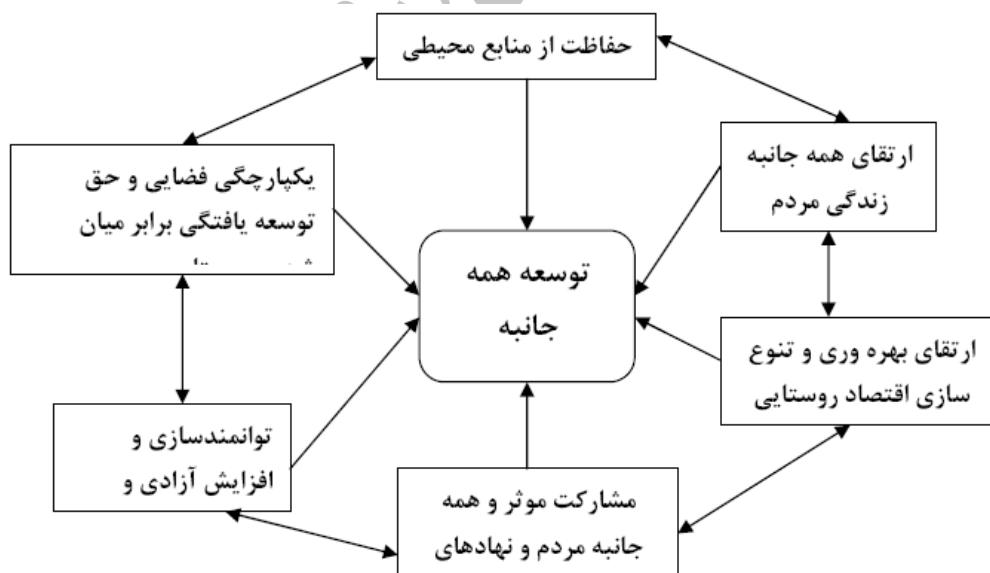 حفاظت از منابع محیطی
ارتقای همه جانبه
زندگی مردم
یکپارچگی فضایی و حق
توسعه یافتگی برابر میان
توسعه همه
جانبه
ارتقای بهره وری و تنوع
سازی اقتصاد روستایی
توانمندسازی و
افزایش آزادی و
مشارکت موثر و همه
جانبه مردم و نهادهای